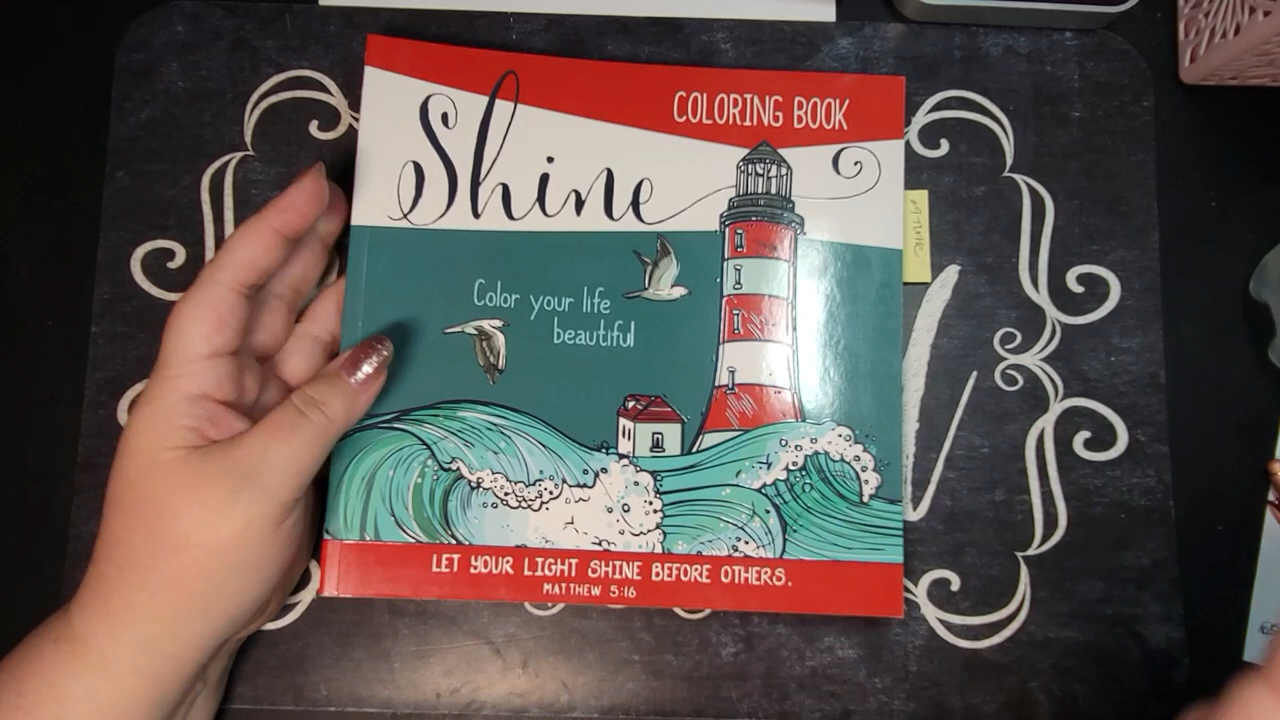 COLORING BOOK
Shine
Color your life
beautiful
LET YOUR LIGHT SHINE BEFORE OTHERS.
MATTHEW 5:16